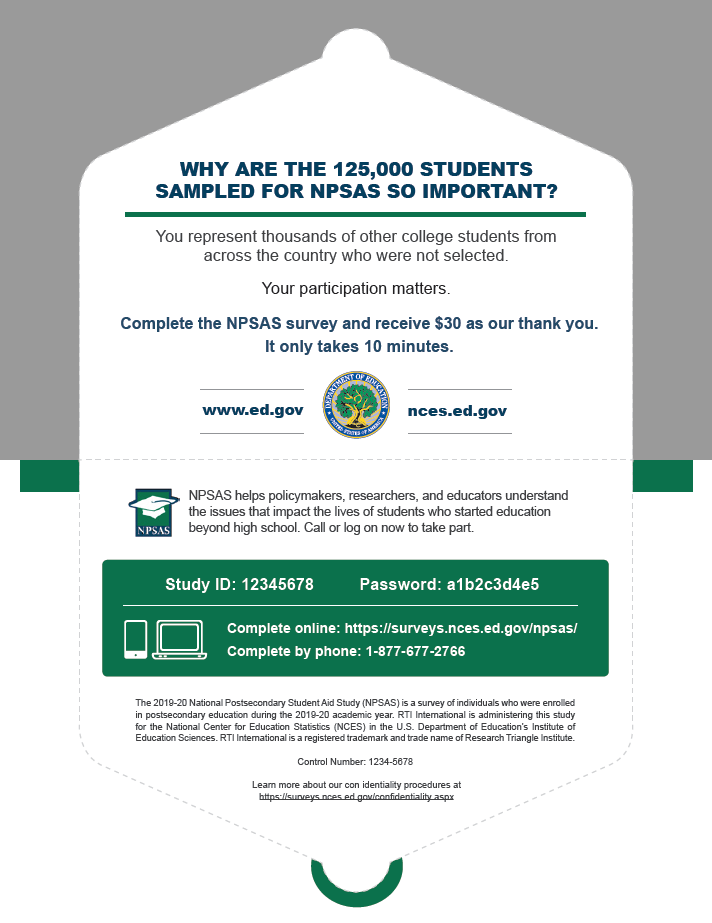 WHY ARE THE 125,000 STUDENTS
SAMPLED FOR NPSAS SO IMPORTANT?
You represent thousands of other college students from
across the country who were not selected.
Your participation matters.
Complete the NPSAS survey and receive $30 as our thank you.
It only takes 10 minutes.
www.ed.gov
DEPARTMENT OF EDUCATION
UNITED STATES OF AMERICA
nces.ed.gov
NPSAS
NPSAS helps policymakers, researchers, and educators understand
the issues that impact the lives of students who started education
beyond high school. Call or log on now to take part.
Study ID: 12345678 Password: a1b2c3d4e5
Complete online: https://surveys.nces.ed.gov/npsas/
Complete by phone: 1-877-677-2766
The 2019-20 National Postsecondary Student Aid Study (NPSAS) is a survey of individuals who were enrolled
in postsecondary education during the 2019-20 academic year. RTI International is administering this study
for the National Center for Education Statistics (NCES) in the U.S. Department of Education's Institute of
Education Sciences. RTI International is a registered trademark and trade name of Research Triangle Institute.
Control Number: 1234-5678
Learn more about our con identiality procedures at
https://surveys.nces.ed.gov/confidentiality.aspx